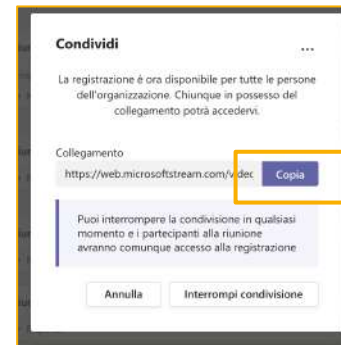 Condividi ...
La registrazione è ora disponibile per tutte le persone
dell'organizzazione. Chiunque in possesso del
collegamento potrà accedervi.
Collegamento
https://web.microsoftstream.com/videc Copia
Puoi interrompere la condivisione in qualsiasi
momento e i partecipanti alla riunione
avranno comunque accesso alla registrazione
Annulla Interrompi condivisione